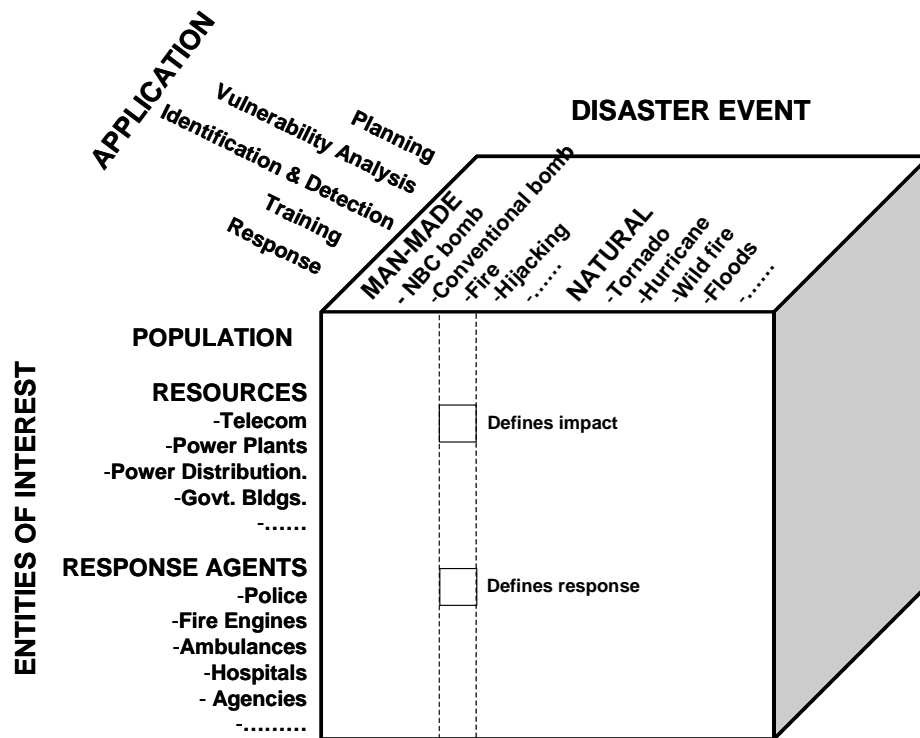 APPLICATION
Planning
Vulnerability Analysis
Identification & Detection
Training
Response
DISASTER EVENT
MAN-MADE
- NBC bomb
-Conventional bomb
-Fire
-Hijacking
-......
NATURAL
-Tornado
-Hurricane
-Wild fire
-Floods
-......
ENTITIES OF INTEREST
POPULATION
RESOURCES
-Telecom
-Power Plants
-Power Distribution.
-Govt. Bldgs.
-......
RESPONSE AGENTS
-Police
-Fire Engines
-Ambulances
-Hospitals
- Agencies
-.........
Defines impact
Defines response